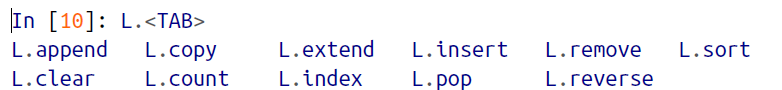 In [10]: L.<TAB>
L.append   L.copy     L.extend   L.insert   L.remove   L.sort
L.clear    L.count    L.index    L.pop      L.reverse